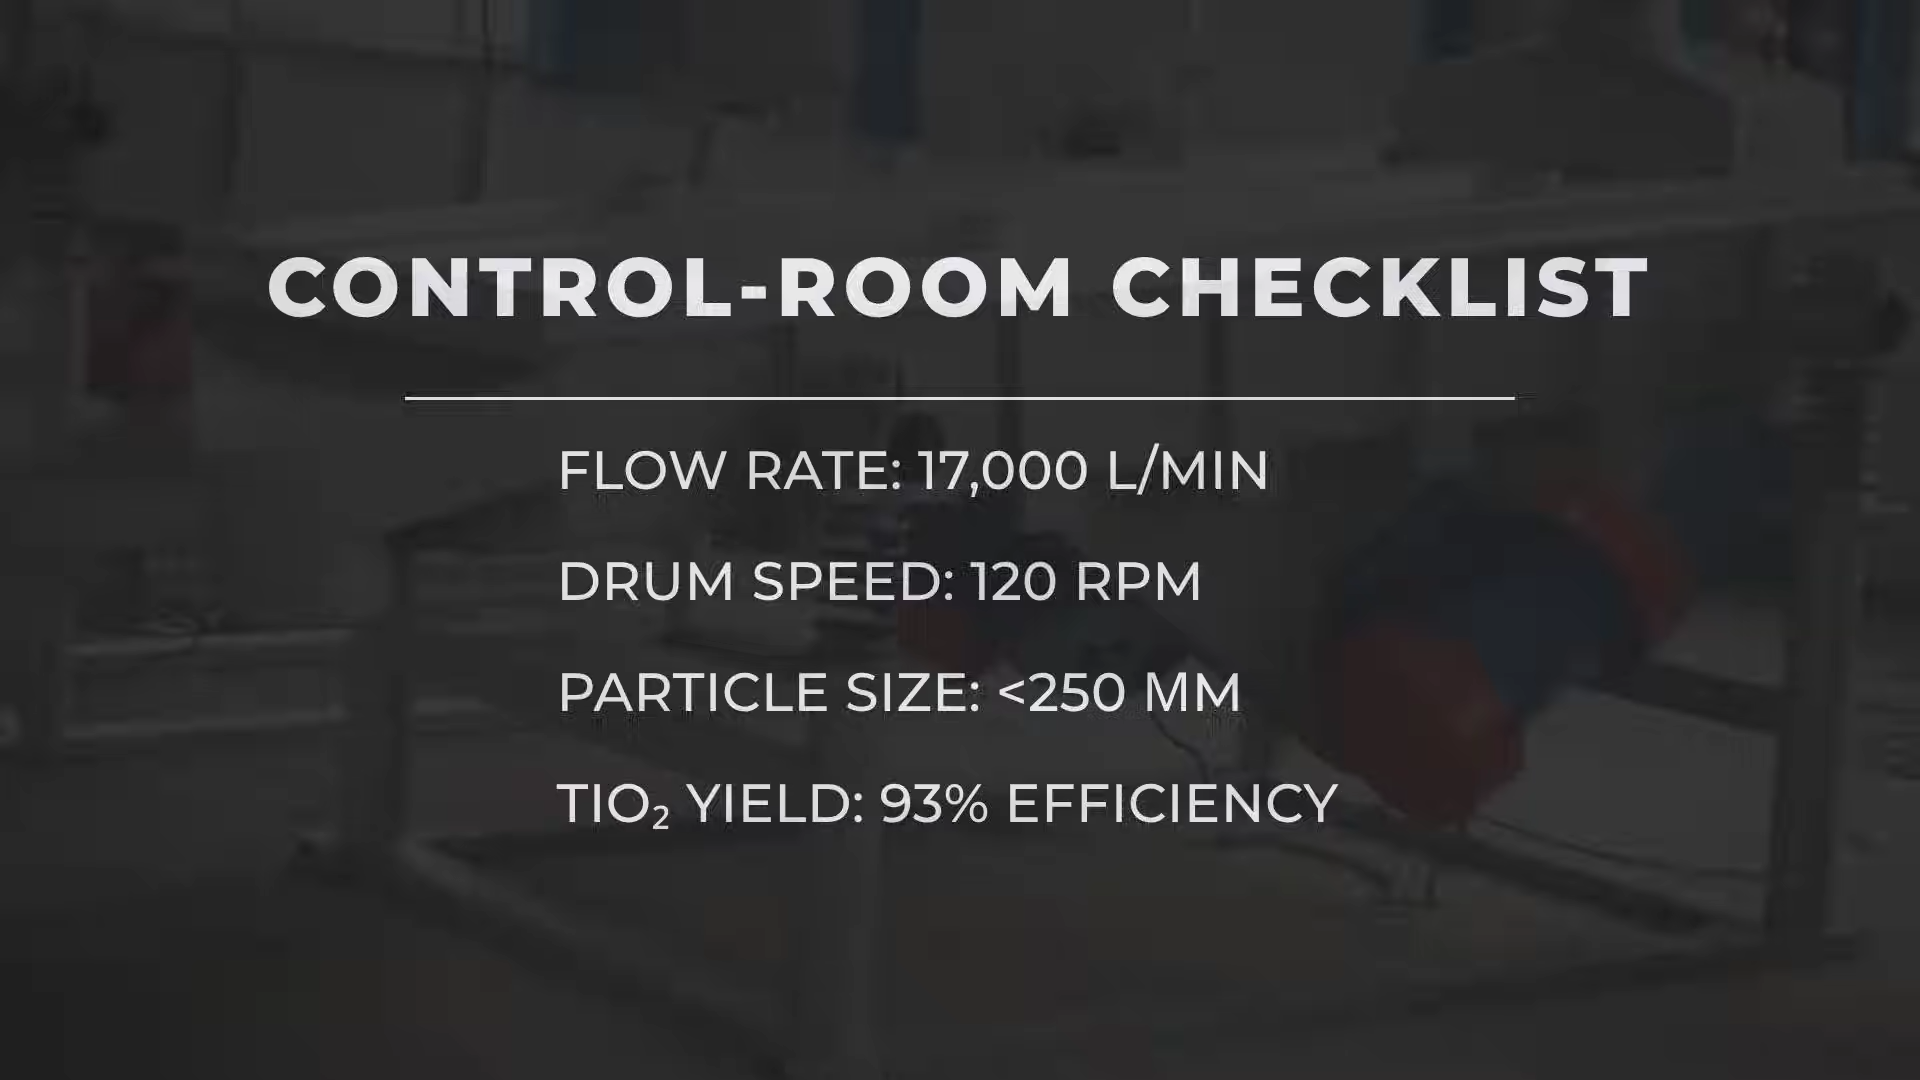 CONTROL-ROOM CHECKLIST
FLOW RATE: 17,000 L/MIN
DRUM SPEED: 120 RPM
PARTICLE SIZE: <250 ΜM
TIO₂ YIELD: 93% EFFICIENCY